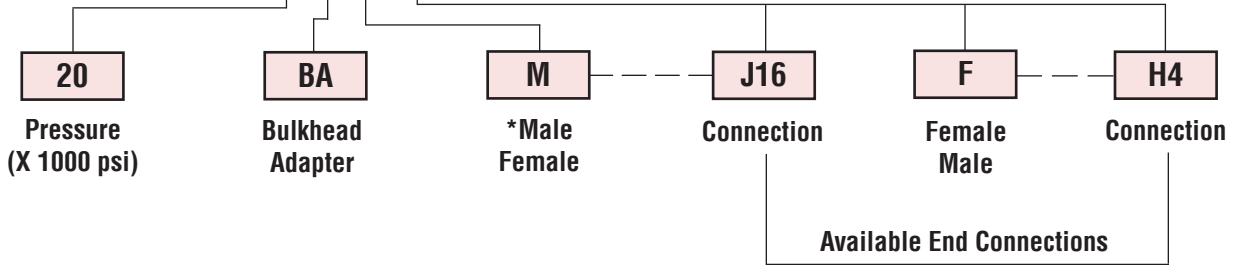 20 BA M J16 F H4
Pressure
(X 1000 psi)
Bulkhead
Adapter
*Male
Female
Connection
Female
Male
Connection
Available End Connections